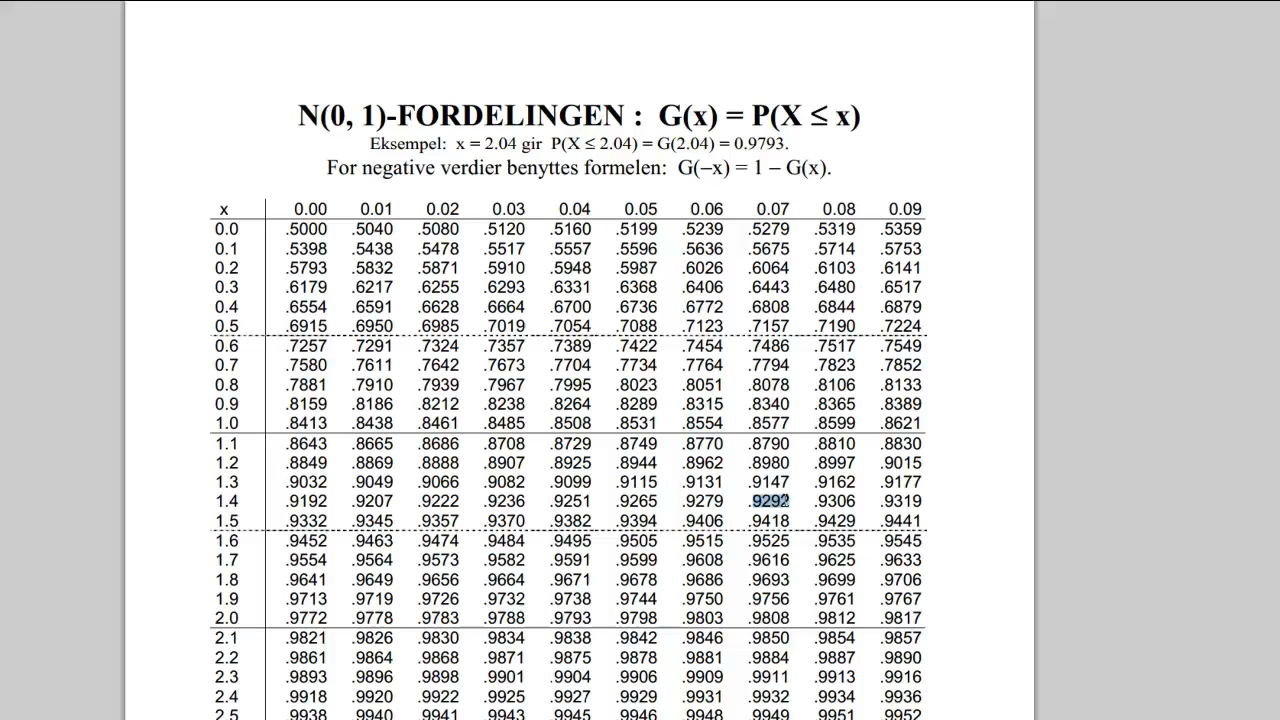 N(0, 1)-FORDELINGEN : G(x) = P(X ≤ x)
Eksempel: x = 2.04 gir P(X ≤ 2.04) = G(2.04) = 0.9793.
For negative verdier benyttes formelen: G(−x) = 1 − G(x).
x 0.00 0.01 0.02 0.03 0.04 0.05 0.06 0.07 0.08 0.09
0.0 .5000 .5040 .5080 .5120 .5160 .5199 .5239 .5279 .5319 .5359
0.1 .5398 .5438 .5478 .5517 .5557 .5596 .5636 .5675 .5714 .5753
0.2 .5793 .5832 .5871 .5910 .5948 .5987 .6026 .6064 .6103 .6141
0.3 .6179 .6217 .6255 .6293 .6331 .6368 .6406 .6443 .6480 .6517
0.4 .6554 .6591 .6628 .6664 .6700 .6736 .6772 .6808 .6844 .6879
0.5 .6915 .6950 .6985 .7019 .7054 .7088 .7123 .7157 .7190 .7224
0.6 .7257 .7291 .7324 .7357 .7389 .7422 .7454 .7486 .7517 .7549
0.7 .7580 .7611 .7642 .7673 .7704 .7734 .7764 .7794 .7823 .7852
0.8 .7881 .7910 .7939 .7967 .7995 .8023 .8051 .8078 .8106 .8133
0.9 .8159 .8186 .8212 .8238 .8264 .8289 .8315 .8340 .8365 .8389
1.0 .8413 .8438 .8461 .8485 .8508 .8531 .8554 .8577 .8599 .8621
1.1 .8643 .8665 .8686 .8708 .8729 .8749 .8770 .8790 .8810 .8830
1.2 .8849 .8869 .8888 .8907 .8925 .8944 .8962 .8980 .8997 .9015
1.3 .9032 .9049 .9066 .9082 .9099 .9115 .9131 .9147 .9162 .9177
1.4 .9192 .9207 .9222 .9236 .9251 .9265 .9279 .9292 .9306 .9319
1.5 .9332 .9345 .9357 .9370 .9382 .9394 .9406 .9418 .9429 .9441
1.6 .9452 .9463 .9474 .9484 .9495 .9505 .9515 .9525 .9535 .9545
1.7 .9554 .9564 .9573 .9582 .9591 .9599 .9608 .9616 .9625 .9633
1.8 .9641 .9649 .9656 .9664 .9671 .9678 .9686 .9693 .9699 .9706
1.9 .9713 .9719 .9726 .9732 .9738 .9744 .9750 .9756 .9761 .9767
2.0 .9772 .9778 .9783 .9788 .9793 .9798 .9803 .9808 .9812 .9817
2.1 .9821 .9826 .9830 .9834 .9838 .9842 .9846 .9850 .9854 .9857
2.2 .9861 .9864 .9868 .9871 .9875 .9878 .9881 .9884 .9887 .9890
2.3 .9893 .9896 .9898 .9901 .9904 .9906 .9909 .9911 .9913 .9916
2.4 .9918 .9920 .9922 .9925 .9927 .9929 .9931 .9932 .9934 .9936
2.5 .9938 .9940 .9941 .9943 .9945 .9946 .9948 .9949 .9951 .9952